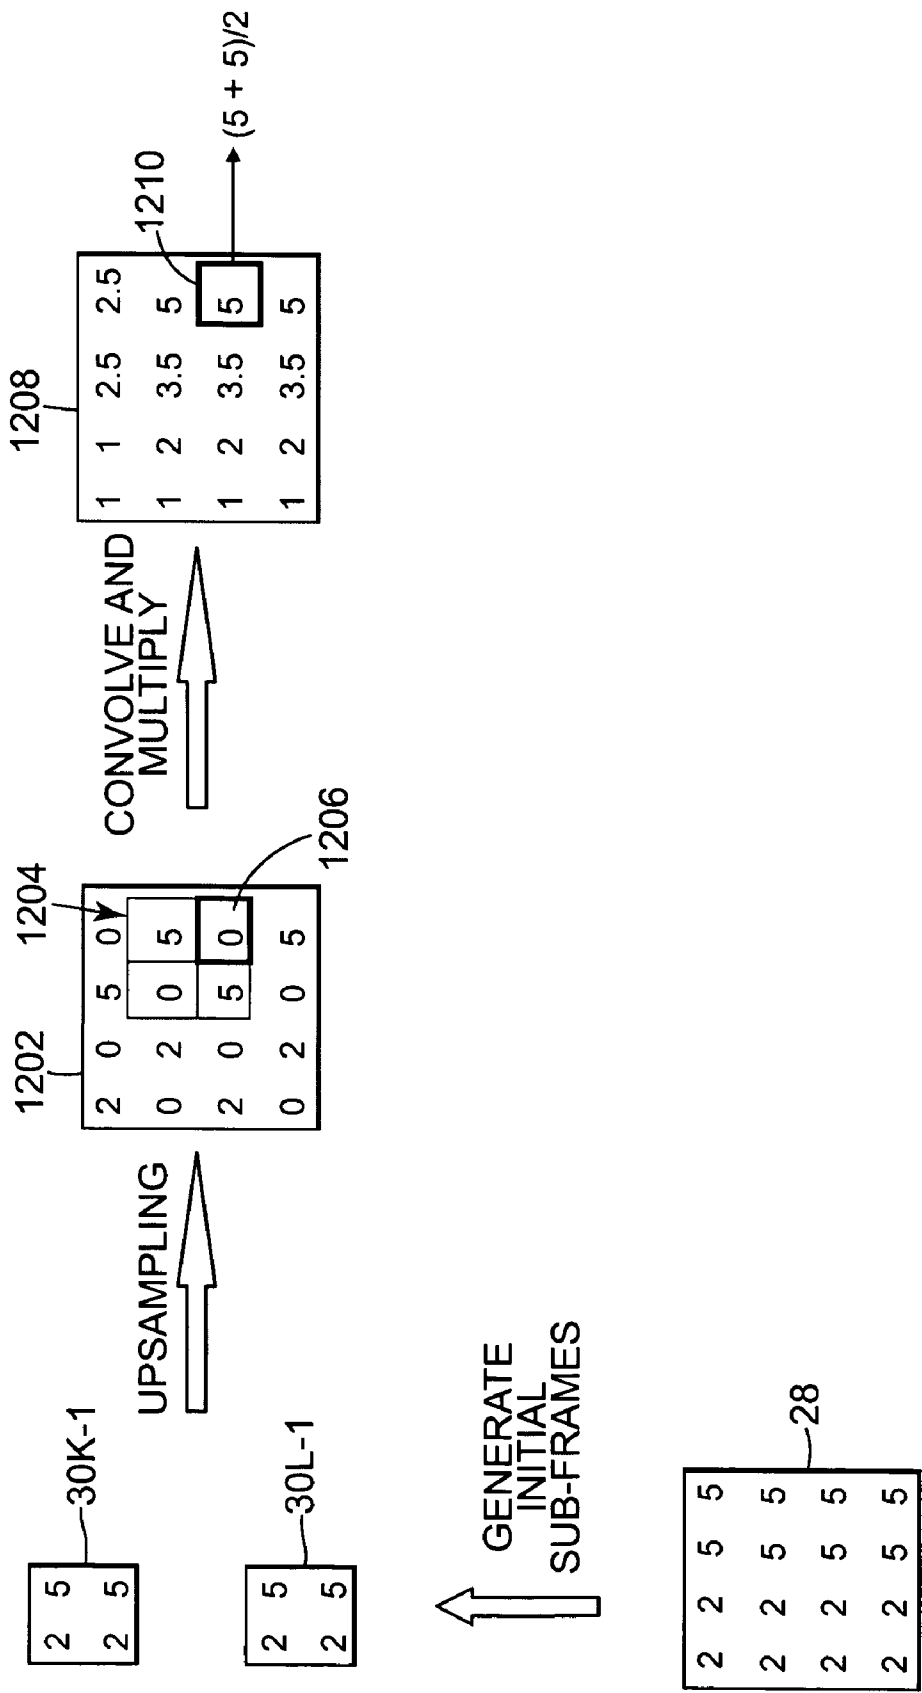 1202
1204
1208
2 5
2 5
30K-1
UPSAMPLING
2 0 5 0
0 2 0 5
2 0 5 0
0 2 0 5
1206
CONVOLVE AND
MULTIPLY
1 1 2.5 2.5
1 2 3.5 5
1 2 3.5 5
1 2 3.5 5
1210
(5 + 5)/2
2 5
2 5
30L-1
GENERATE
INITIAL
SUB-FRAMES
2 2 5 5
2 2 5 5
2 2 5 5
2 2 5 5
28